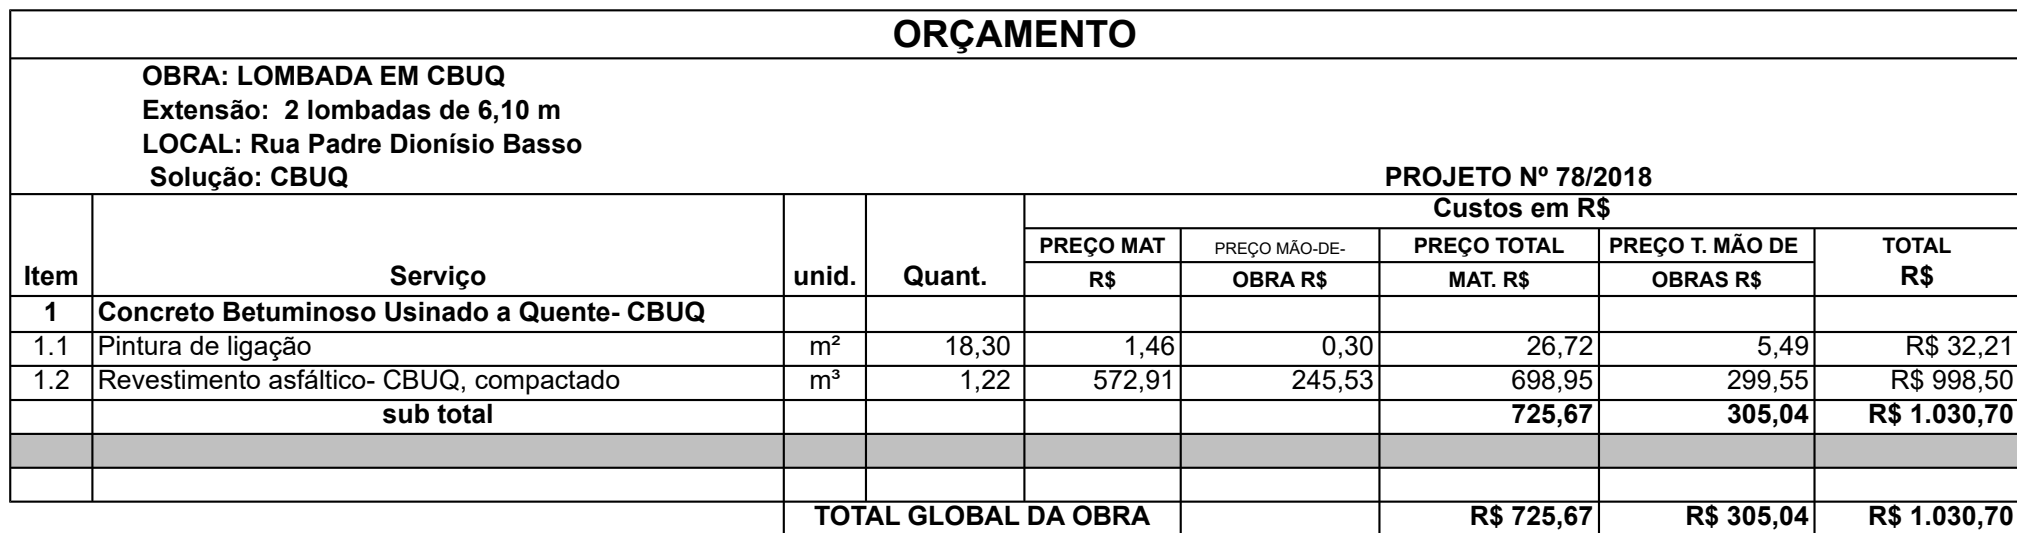 ORÇAMENTO
OBRA: LOMBADA EM CBUQ
Extensão: 2 lombadas de 6,10 m
LOCAL: Rua Padre Dionísio Basso
Solução: CBUQ PROJETO Nº 78/2018
Custos em R$
PREÇO MAT PREÇO MÃO-DE- PREÇO TOTAL PREÇO T. MÃO DE TOTAL
Item Serviço unid. Quant. R$ OBRA R$ MAT. R$ OBRAS R$ R$
1 Concreto Betuminoso Usinado a Quente- CBUQ
1.1 Pintura de ligação m² 18,30 1,46 0,30 26,72 5,49 R$ 32,21
1.2 Revestimento asfáltico- CBUQ, compactado m³ 1,22 572,91 245,53 698,95 299,55 R$ 998,50
sub total 725,67 305,04 R$ 1.030,70
TOTAL GLOBAL DA OBRA R$ 725,67 R$ 305,04 R$ 1.030,70